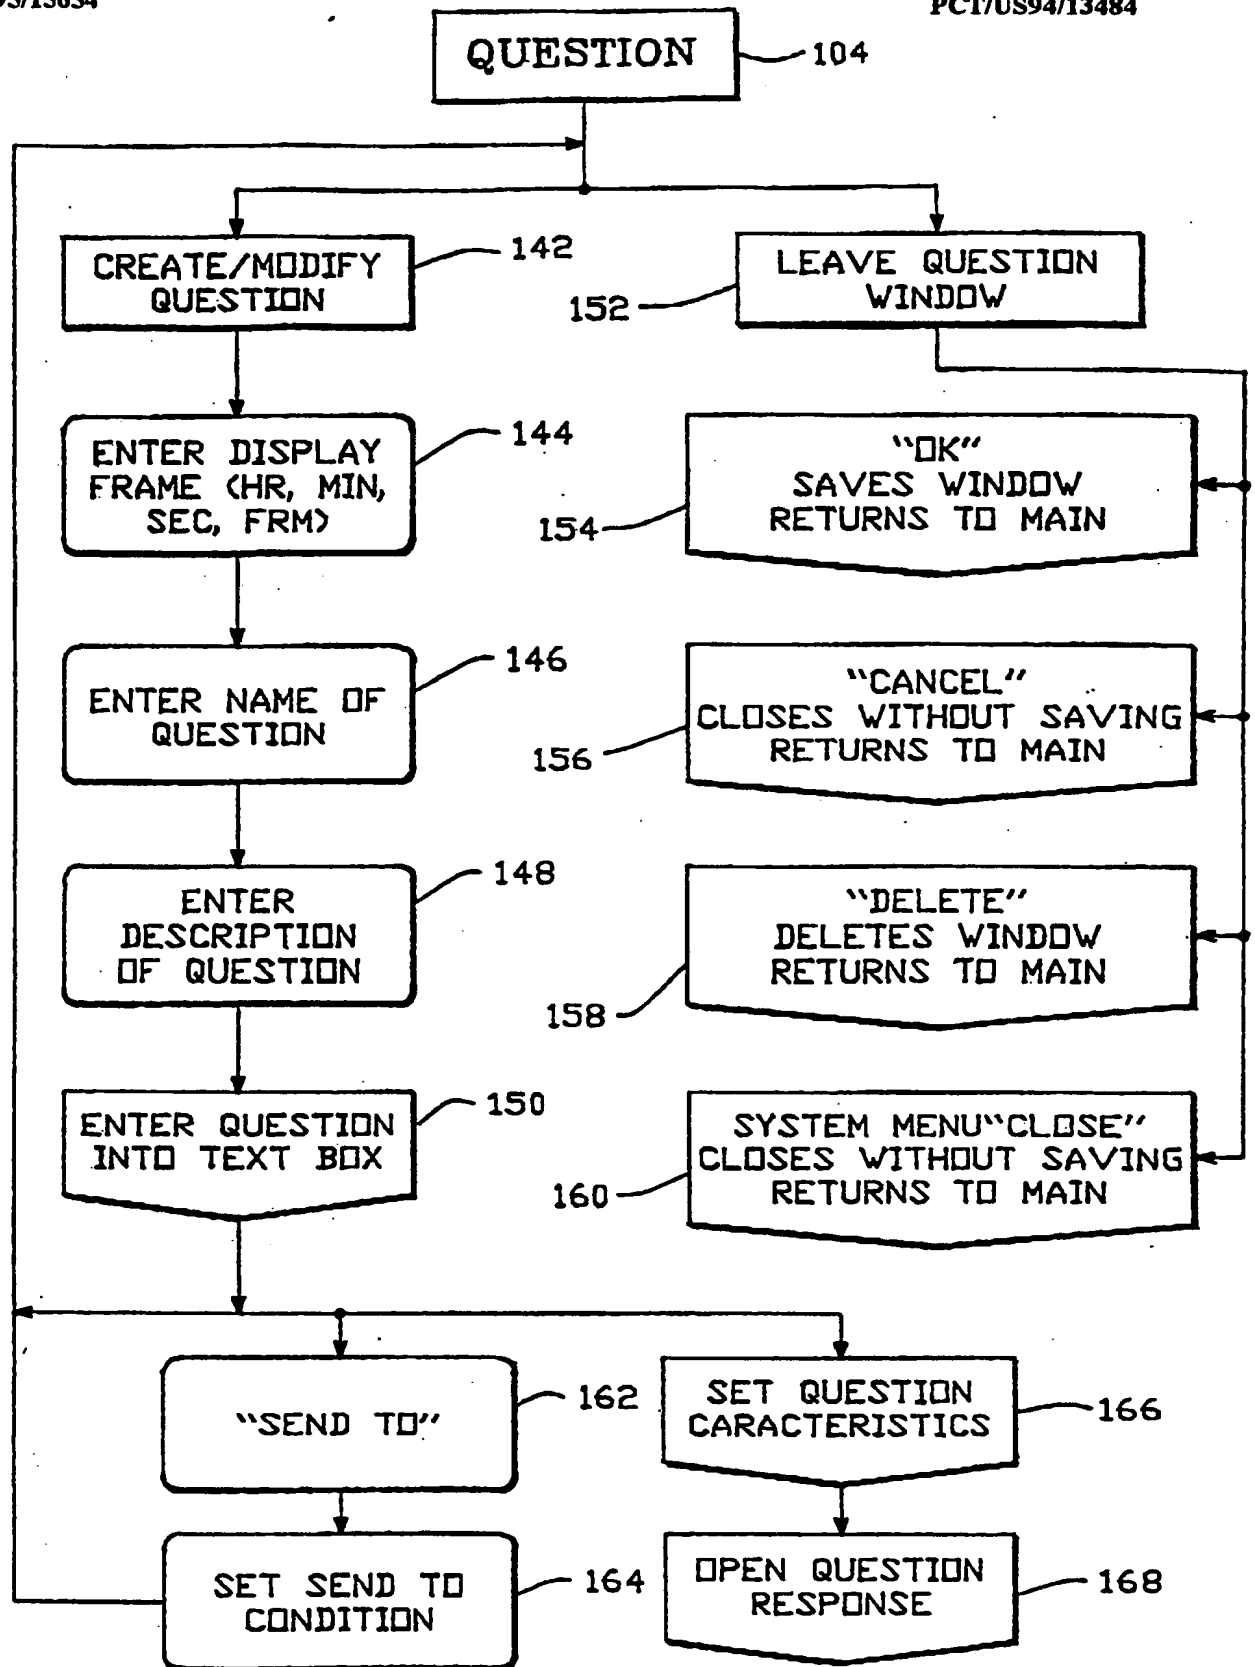 PCT/US94/13484
QUESTION
104
CREATE/MODIFY
QUESTION
142
LEAVE QUESTION
WINDOW
152
ENTER DISPLAY
FRAME (HR, MIN,
SEC, FRM)
144
"OK"
SAVES WINDOW
RETURNS TO MAIN
154
ENTER NAME OF
QUESTION
146
"CANCEL"
CLOSES WITHOUT SAVING
RETURNS TO MAIN
156
ENTER
DESCRIPTION
OF QUESTION
148
"DELETE"
DELETES WINDOW
RETURNS TO MAIN
158
ENTER QUESTION
INTO TEXT BOX
150
SYSTEM MENU"CLOSE"
CLOSES WITHOUT SAVING
RETURNS TO MAIN
160
"SEND TO"
162
SET QUESTION
CARACTERISTICS
166
SET SEND TO
CONDITION
164
OPEN QUESTION
RESPONSE
168